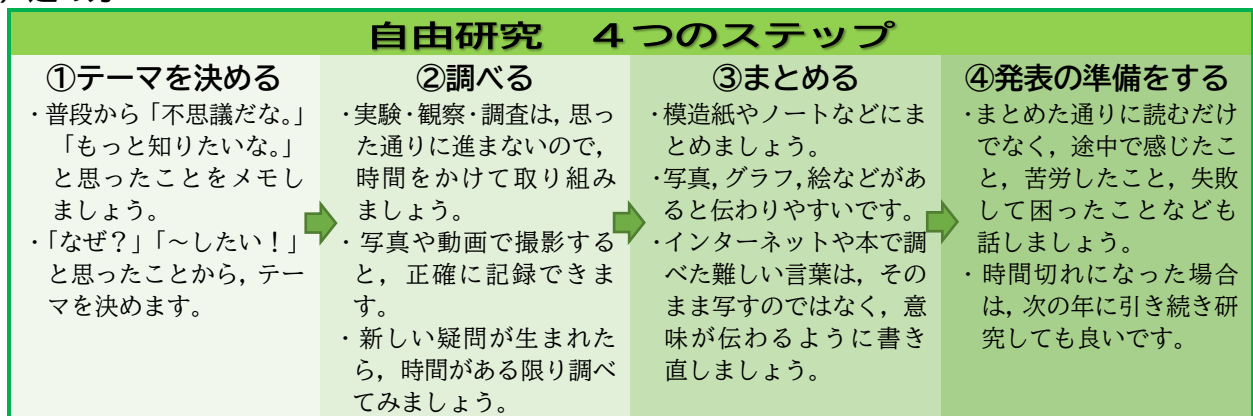 自由研究　４つのステップ
①テーマを決める
・普段から「不思議だな。」
「もっと知りたいな。」
と思ったことをメモし
ましょう。
・「なぜ？」「～したい！」
と思ったことから，テー
マを決めます。
②調べる
・実験・観察・調査は，思っ
た通りに進まないので，
時間をかけて取り組み
ましょう。
・写真や動画で撮影する
と，正確に記録できま
す。
・新しい疑問が生まれた
ら，時間がある限り調べ
てみましょう。
③まとめる
・模造紙やノートなどにま
とめましょう。
・写真，グラフ，絵などがあ
ると伝わりやすいです。
・インターネットや本で調
べた難しい言葉は，その
まま写すのではなく，意
味が伝わるように書き
直しましょう。
④発表の準備をする
・まとめた通りに読むだけ
でなく，途中で感じたこ
と，苦労したこと，失敗
して困ったことなども
話しましょう。
・時間切れになった場合
は，次の年に引き続き研
究しても良いです。